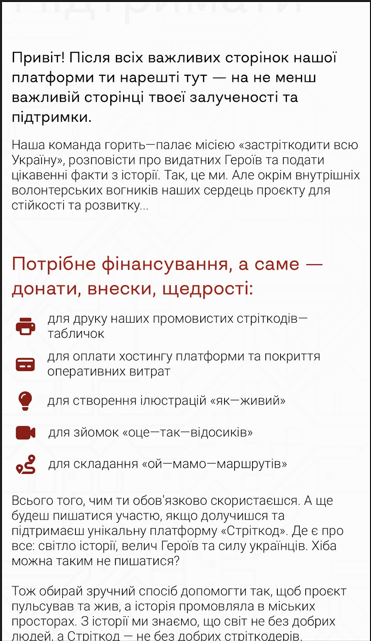 Підтримати
Привіт! Після всіх важливих сторінок нашої
платформи ти нарешті тут — на не менш
важливій сторінці твоєї залученості та
підтримки.
Наша команда горить—палає місією «застріткодити всю
Україну», розповісти про видатних Героїв та подати
цікавенні факти з історії. Так, це ми. Але окрім внутрішніх
волонтерських вогників наших сердець проєкту для
стійкості та розвитку...
Потрібне фінансування, а саме —
донати, внески, щедрості:
для друку наших промовистих стріткодів—
табличок
для оплати хостингу платформи та покриття
оперативних витрат
для створення ілюстрацій «як—живий»
для зйомок «оце—так—відосиків»
для складання «ой—мамо—маршрутів»
Всього того, чим ти обов'язково скористаєшся. А ще
будеш пишатися участю, якщо долучишся та
підтримаєш унікальну платформу «Стріткод». Де є про
все: світло історії, велич Героїв та силу українців. Хіба
можна таким не пишатися?
Тож обирай зручний спосіб допомогти так, щоб проєкт
пульсував та жив, а історія промовляла в міських
просторах. З історії ми знаємо, що світ не без добрих
людей, а Стріткод — не без добрих стріткодерів.